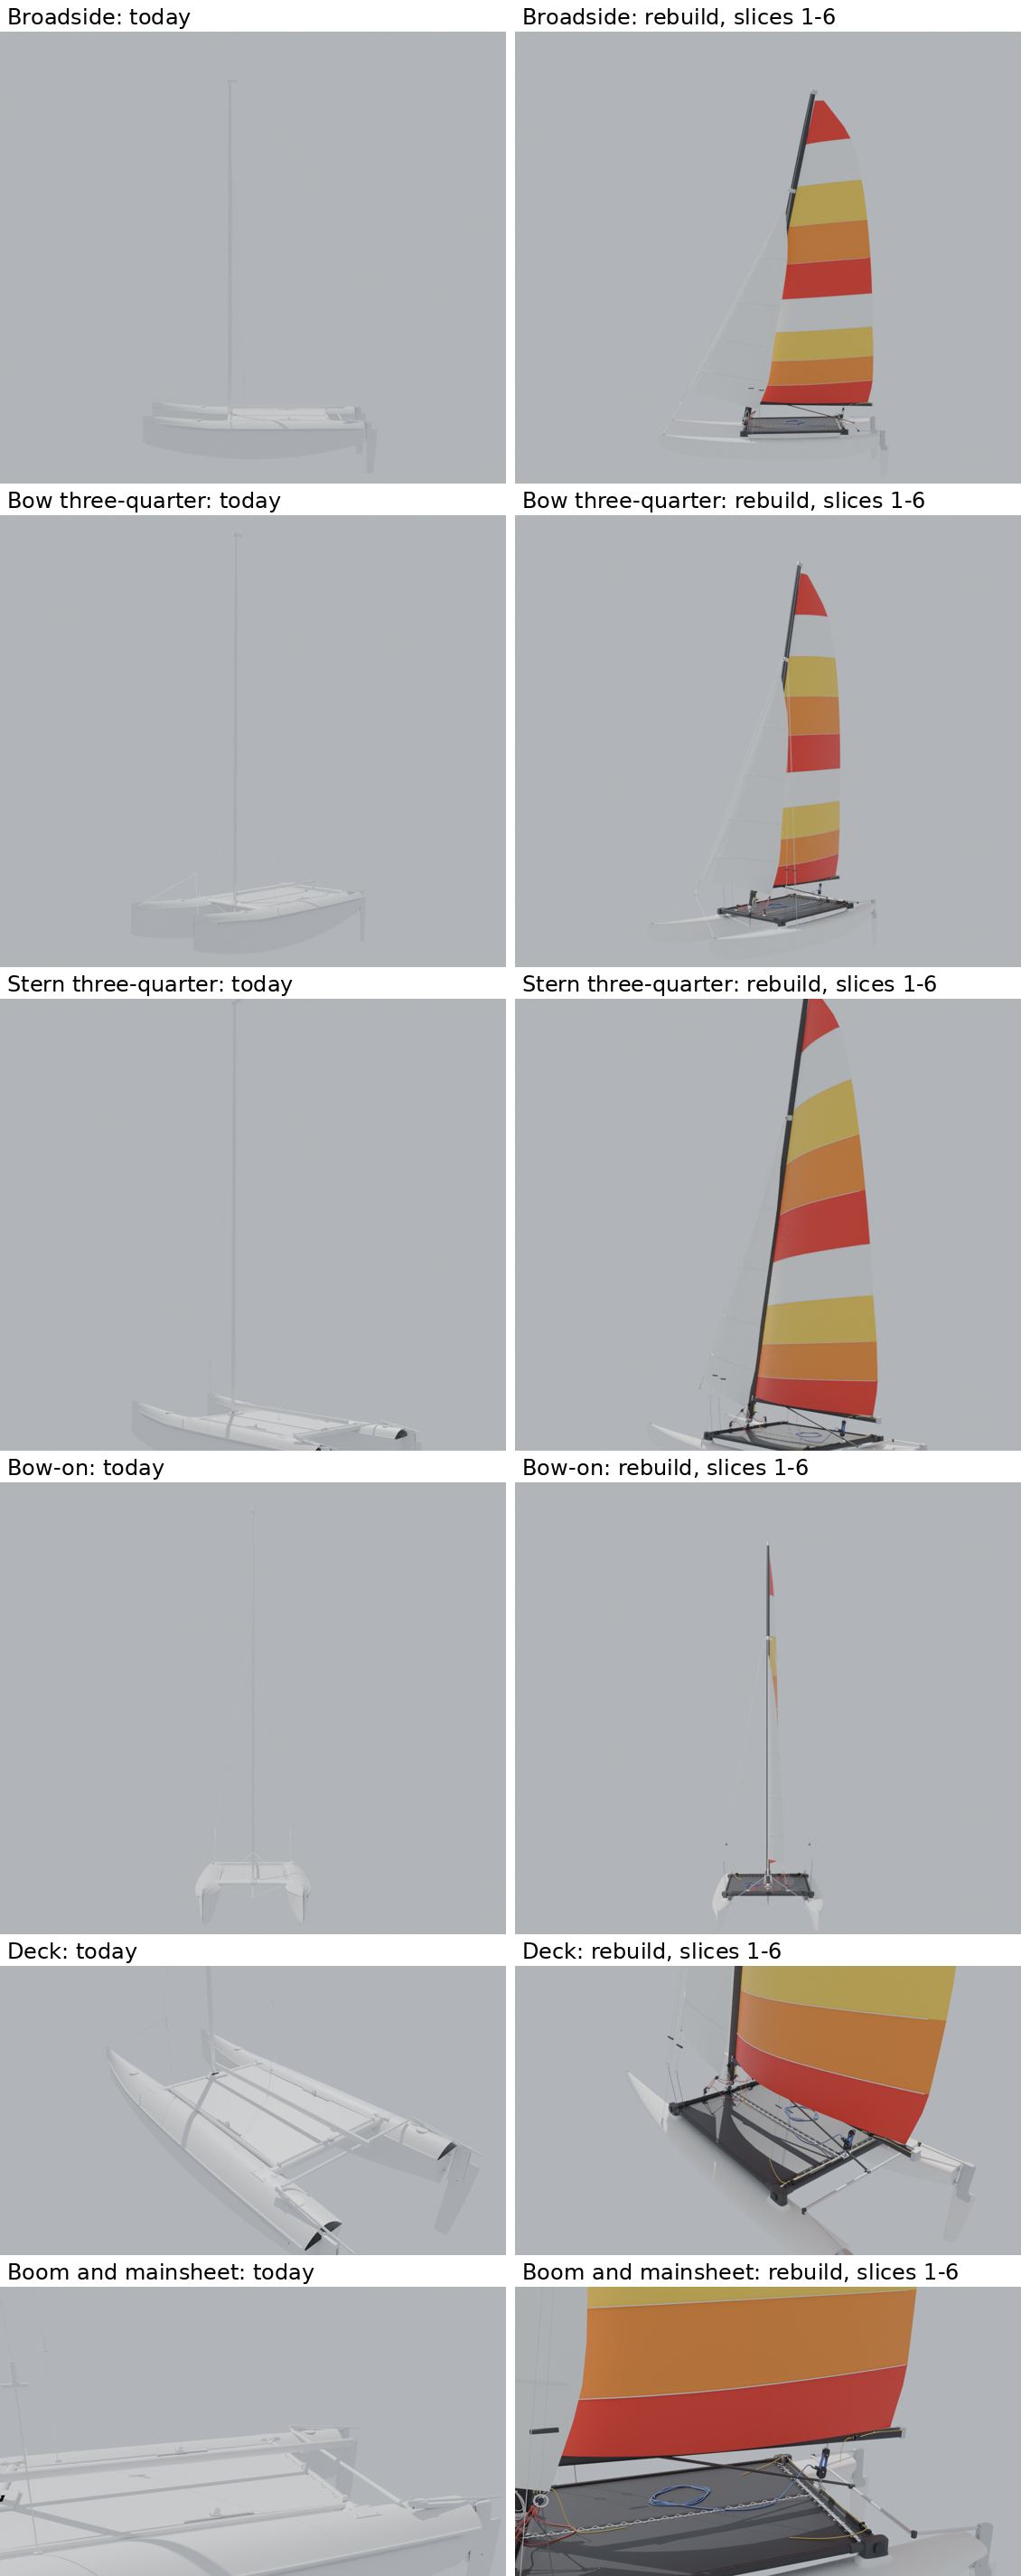 Broadside: today
Broadside: rebuild, slices 1-6
Bow three-quarter: today
Bow three-quarter: rebuild, slices 1-6
Stern three-quarter: today
Stern three-quarter: rebuild, slices 1-6
Bow-on: today
Bow-on: rebuild, slices 1-6
Deck: today
Deck: rebuild, slices 1-6
Boom and mainsheet: today
Boom and mainsheet: rebuild, slices 1-6